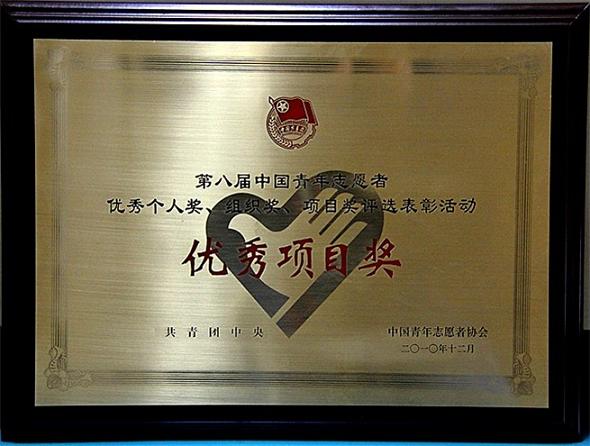 第八届中国青年志愿者
优秀个人奖、组织奖、项目奖评选表彰活动
优秀项目奖
共青团中央
中国青年志愿者协会
二〇一〇年十二月